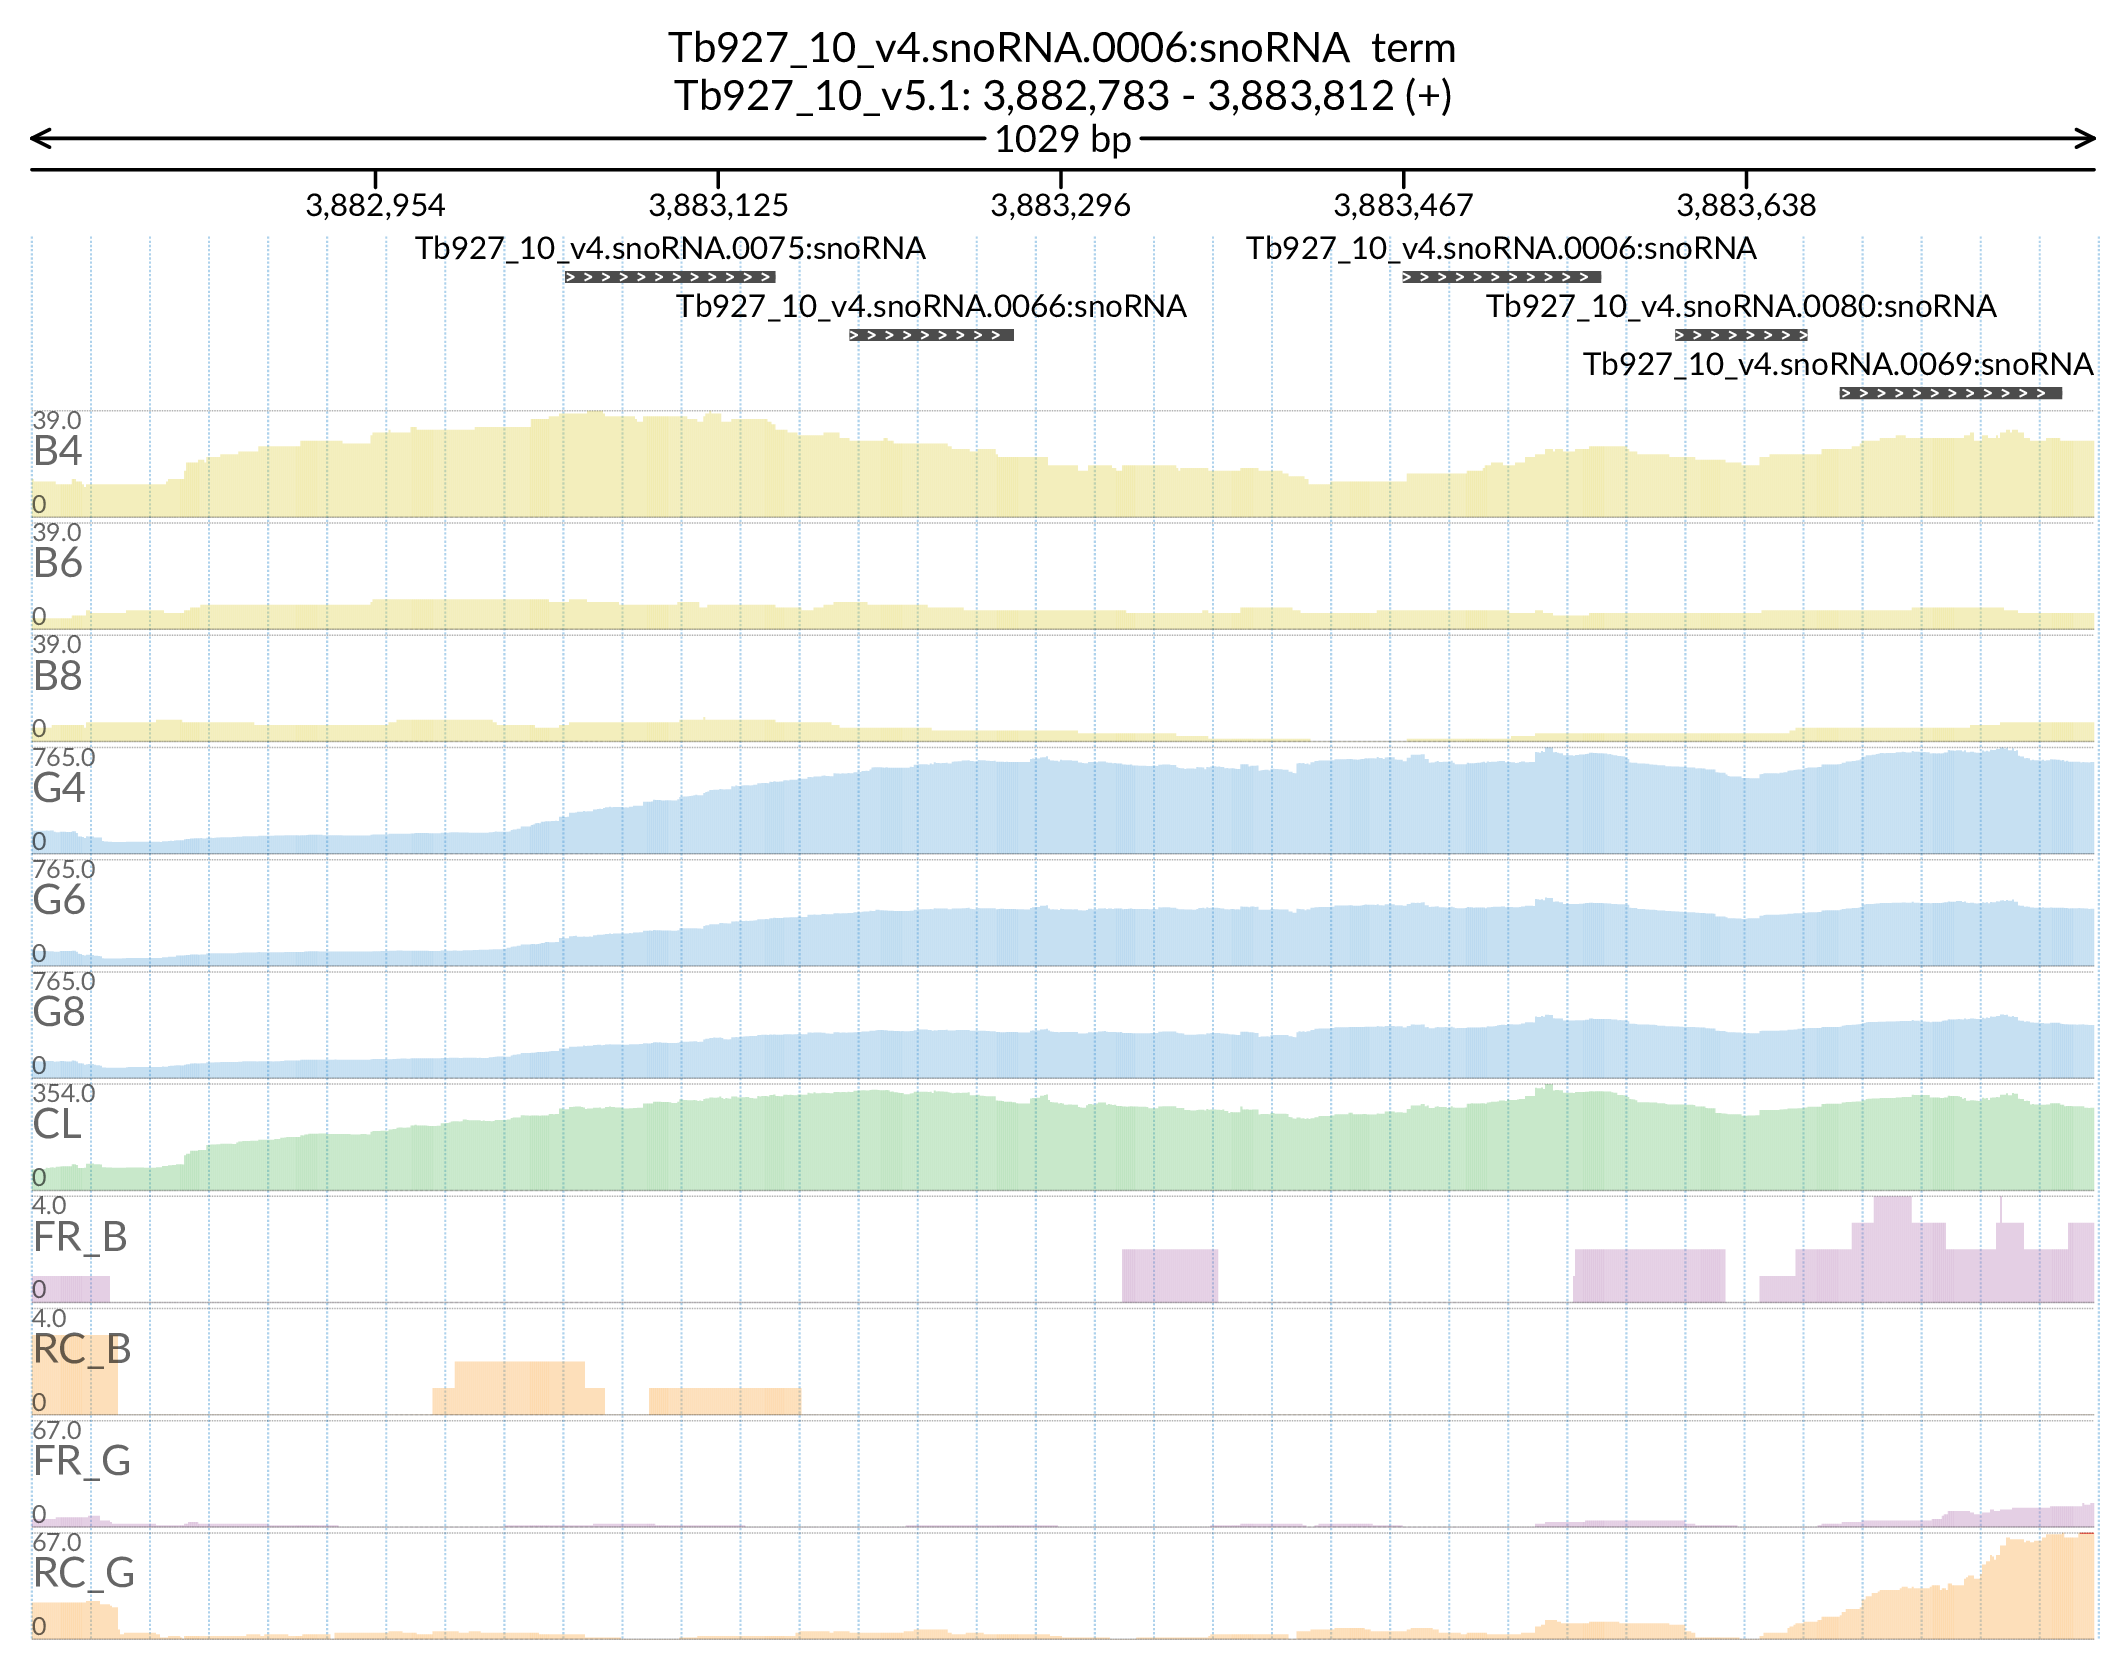 Tb927_10_v4.snoRNA.0006:snoRNA  term
Tb927_10_v5.1: 3,882,783 - 3,883,812 (+)
1029 bp
3,882,954 3,883,125 3,883,296 3,883,467 3,883,638
Tb927_10_v4.snoRNA.0075:snoRNA Tb927_10_v4.snoRNA.0006:snoRNA
Tb927_10_v4.snoRNA.0066:snoRNA Tb927_10_v4.snoRNA.0080:snoRNA
Tb927_10_v4.snoRNA.0069:snoRNA
39.0
B4
0
39.0
B6
0
39.0
B8
0
765.0
G4
0
765.0
G6
0
765.0
G8
0
354.0
CL
0
4.0
FR_B
0
4.0
RC_B
0
67.0
FR_G
0
67.0
RC_G
0